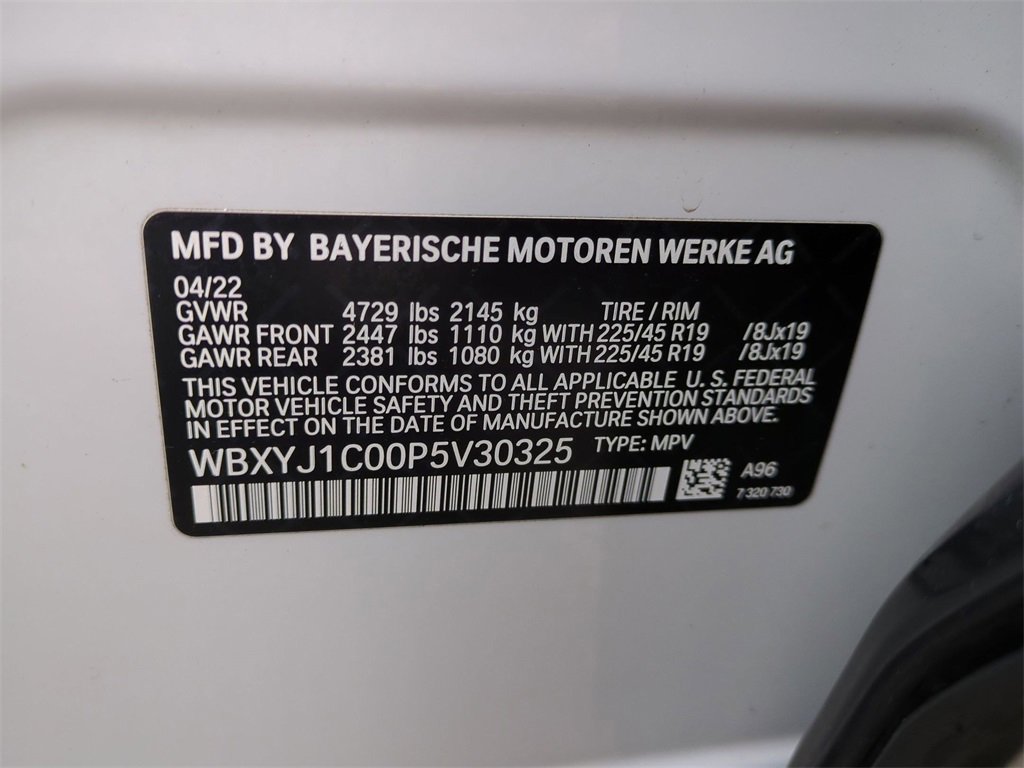 MFD BY BAYERISCHE MOTOREN WERKE AG
04/22
GVWR 4729 lbs 2145 kg TIRE / RIM
GAWR FRONT 2447 lbs 1110 kg WITH 225/45 R19 /8Jx19
GAWR REAR 2381 lbs 1080 kg WITH 225/45 R19 /8Jx19
THIS VEHICLE CONFORMS TO ALL APPLICABLE U. S. FEDERAL
MOTOR VEHICLE SAFETY AND THEFT PREVENTION STANDARDS
IN EFFECT ON THE DATE OF MANUFACTURE SHOWN ABOVE.
WBXYJ1C00P5V30325 TYPE: MPV
A96
7 320 730